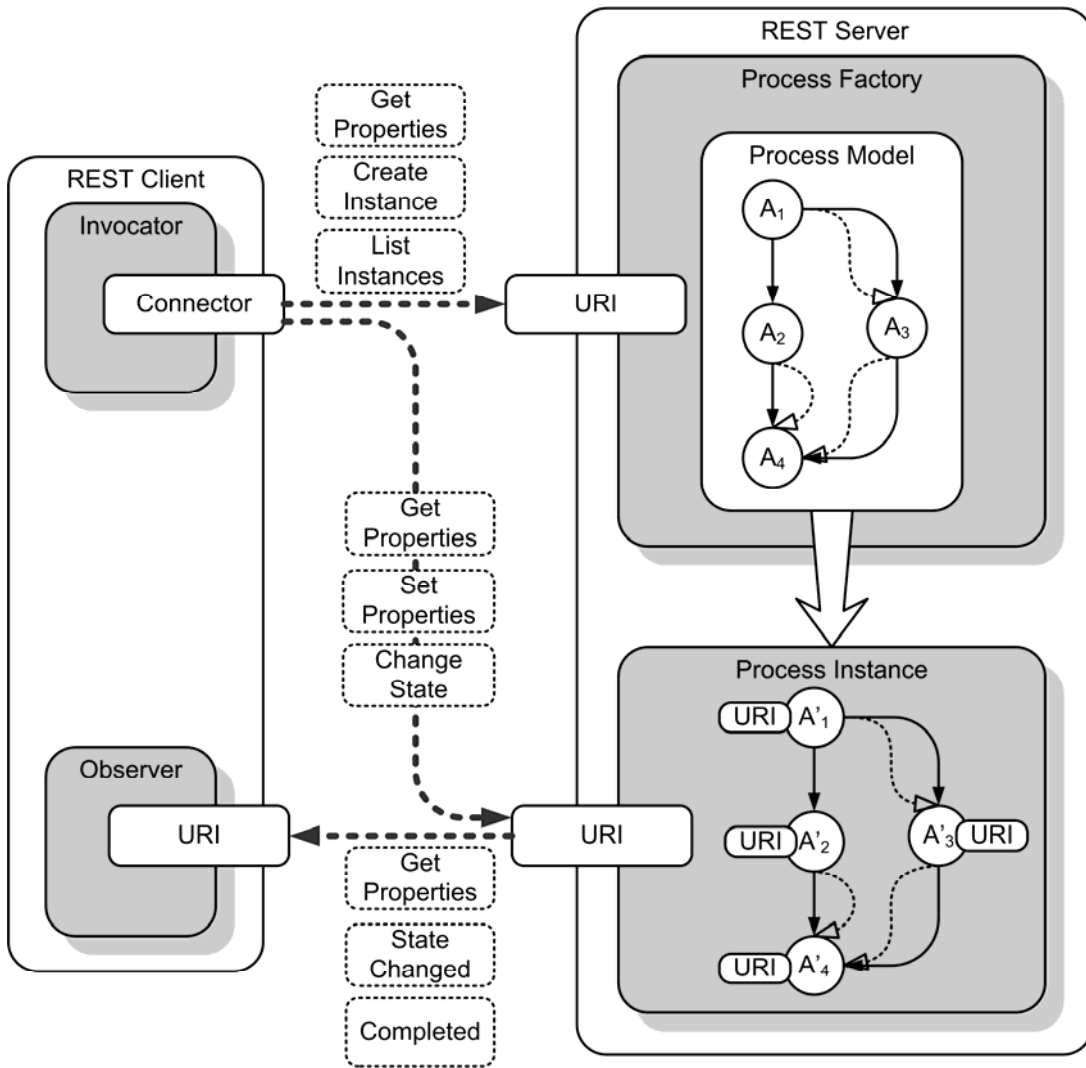 REST Server
Process Factory
Process Model
A₁
A₂
A₃
A₄
Get
Properties
Create
Instance
List
Instances
REST Client
Invocator
Connector
URI
Get
Properties
Set
Properties
Change
State
Process Instance
URI
A'₁
URI
A'₂
A'₃
URI
URI
A'₄
Observer
URI
URI
Get
Properties
State
Changed
Completed